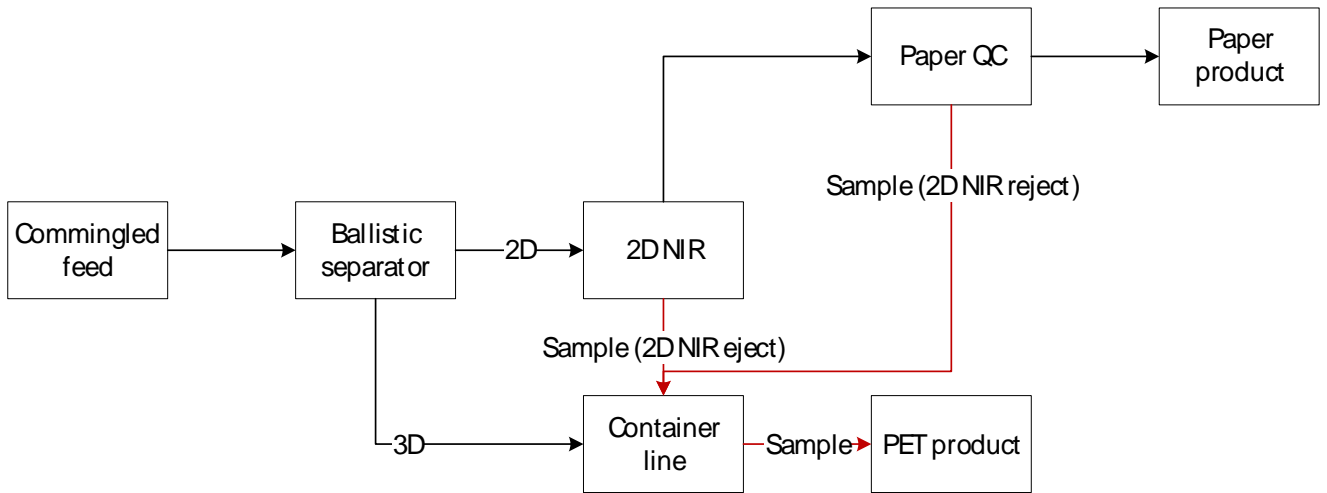 Paper QC
Paper
product
Sample (2D NIR reject)
Commingled
feed
Ballistic
separator
2D
2D NIR
Sample (2D NIR eject)
3D
Container
line
Sample
PET product